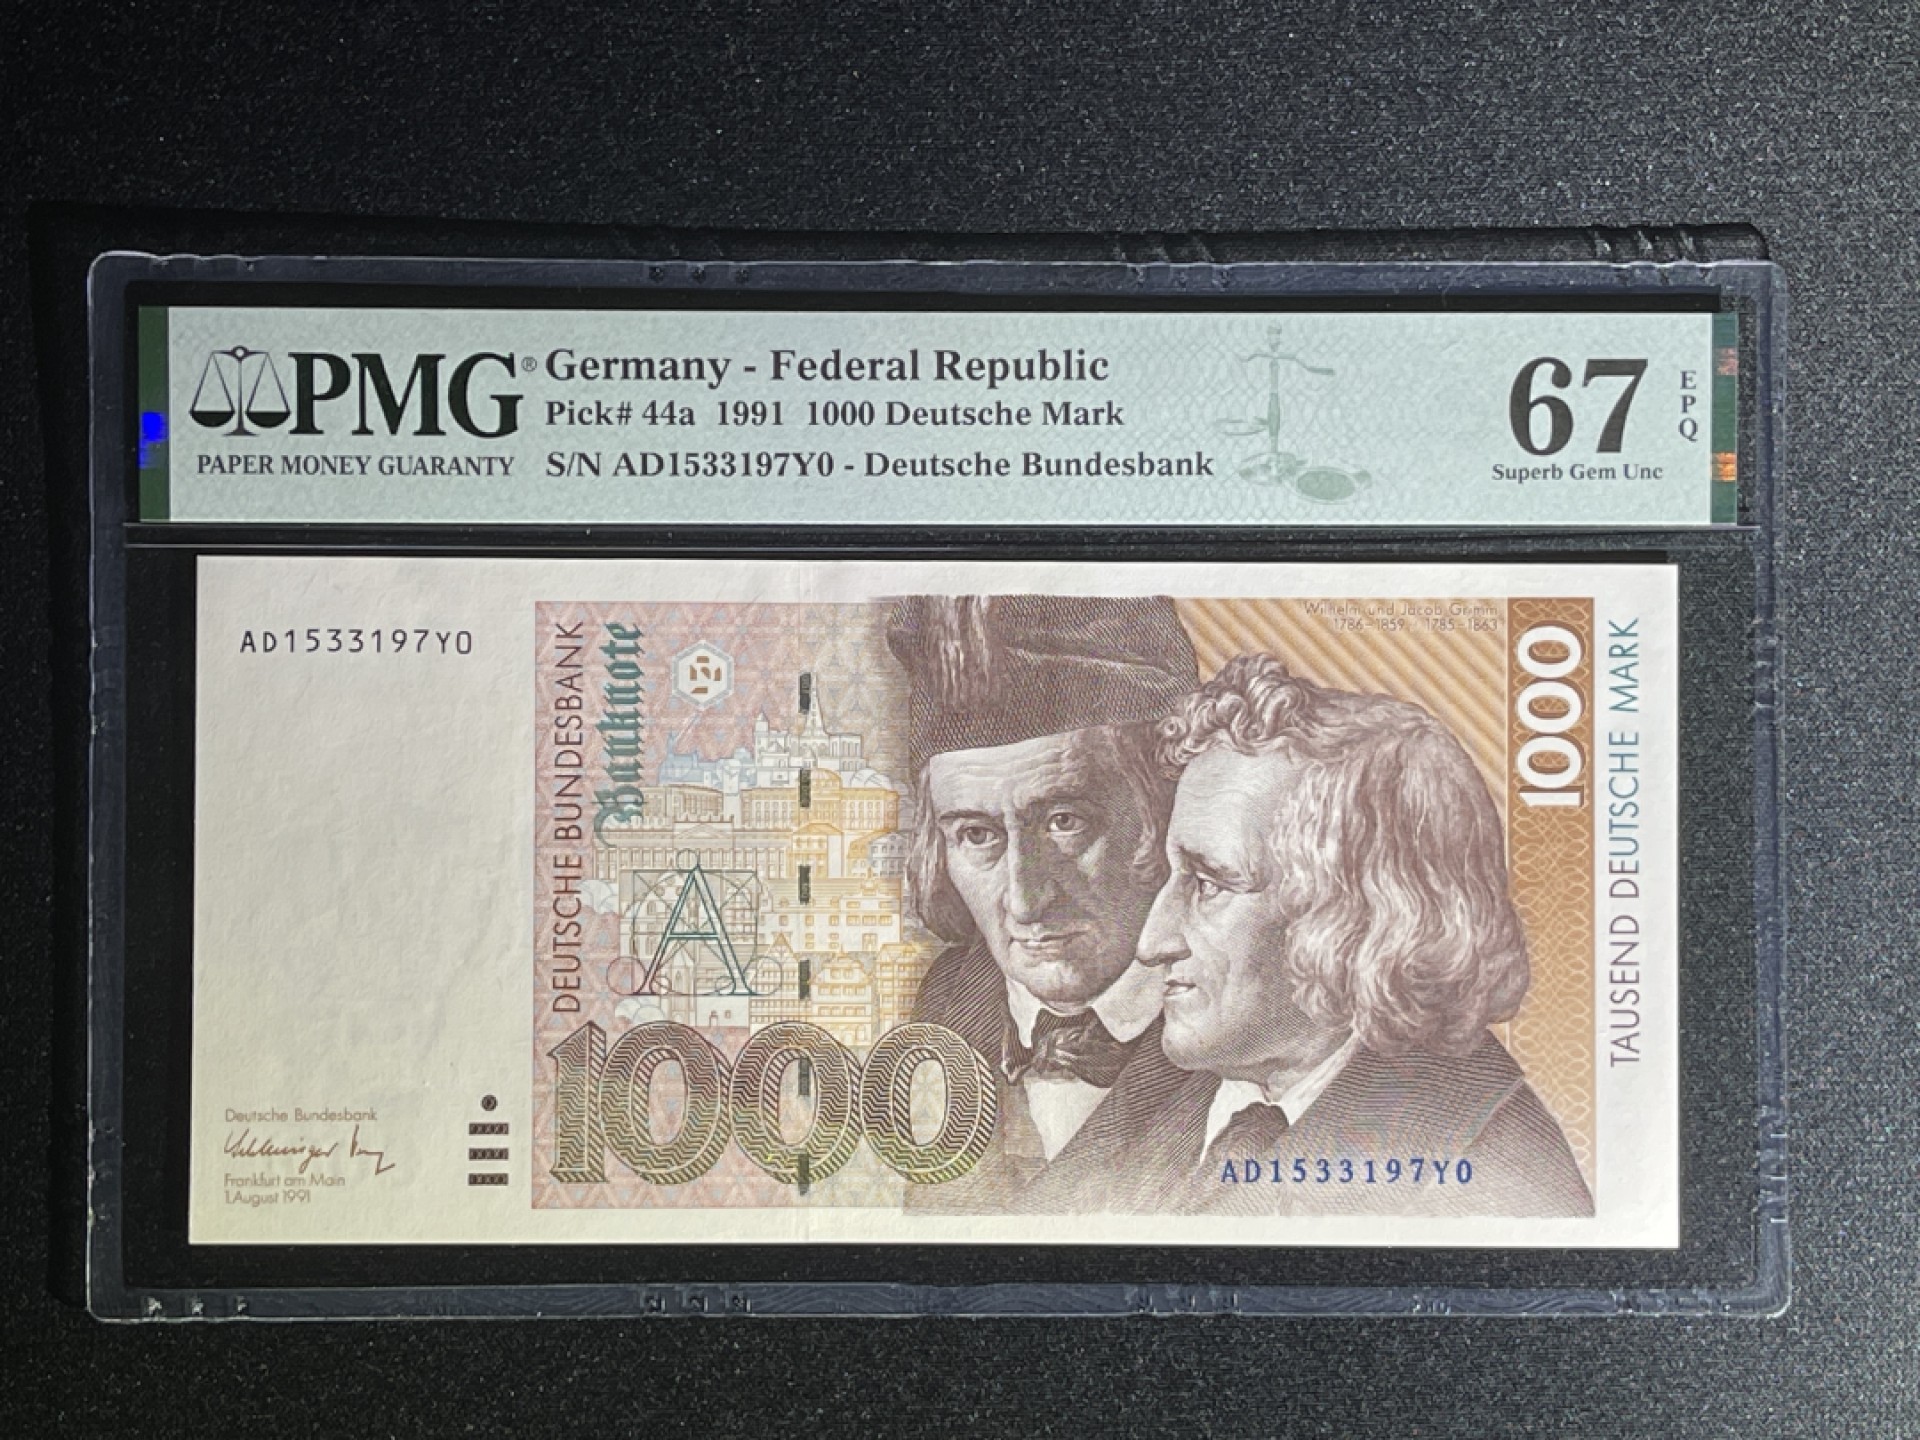 PMG®
PAPER MONEY GUARANTY
Germany - Federal Republic
Pick# 44a 1991 1000 Deutsche Mark
S/N AD1533197Y0 - Deutsche Bundesbank
67
EPQ
Superb Gem Unc
AD1533197Y0
DEUTSCHE BUNDESBANK
Banknote
A
1000
Wilhelm und Jacob Grimm
1786-1859 1785-1863
1000
TAUSEND DEUTSCHE MARK
Deutsche Bundesbank
Frankfurt am Main
1.August 1991
AD1533197Y0